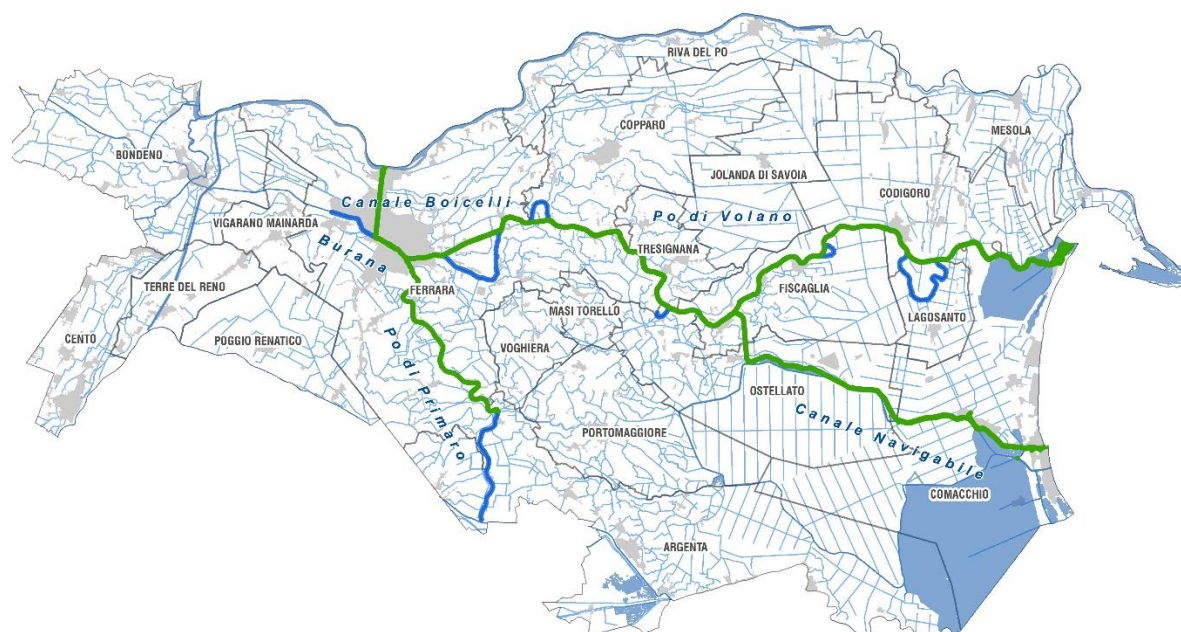 RIVA DEL PO
COPPARO
MESOLA
BONDENO
JOLANDA DI SAVOIA
CODIGORO
Canale Boicelli
Po di Volano
VIGARANO MAINARDA
Burana
TRESIGNANA
TERRE DEL RENO
FERRARA
FISCAGLIA
MASI TORELLO
LAGOSANTO
CENTO
POGGIO RENATICO
Po di Primaro
VOGHIERA
OSTELLATO
PORTOMAGGIORE
Canale Navigabile
COMACCHIO
ARGENTA